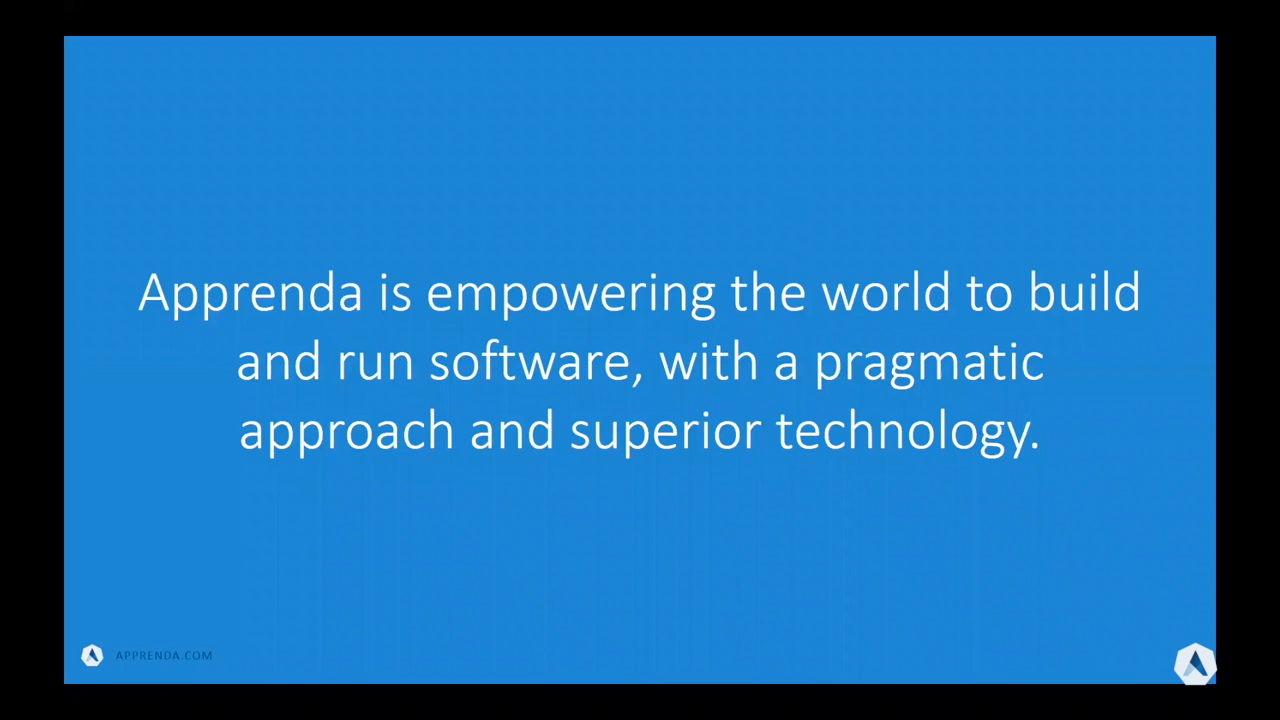 Apprenda is empowering the world to build
and run software, with a pragmatic
approach and superior technology.
APPRENDA.COM